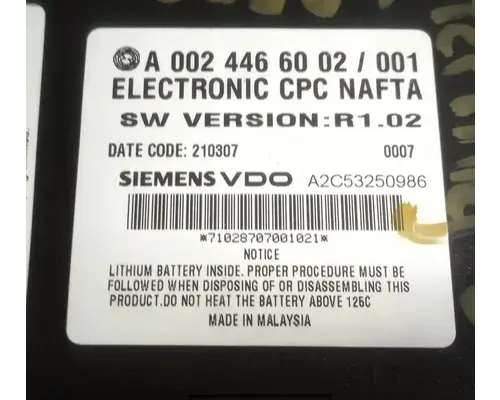 A 002 446 60 02 / 001
ELECTRONIC CPC NAFTA
SW VERSION:R1.02
DATE CODE: 210307 0007
SIEMENS VDO A2C53250986
*71028707001021*
NOTICE
LITHIUM BATTERY INSIDE. PROPER PROCEDURE MUST BE
FOLLOWED WHEN DISPOSING OF OR DISASSEMBLING THIS
PRODUCT.DO NOT HEAT THE BATTERY ABOVE 125C
MADE IN MALAYSIA